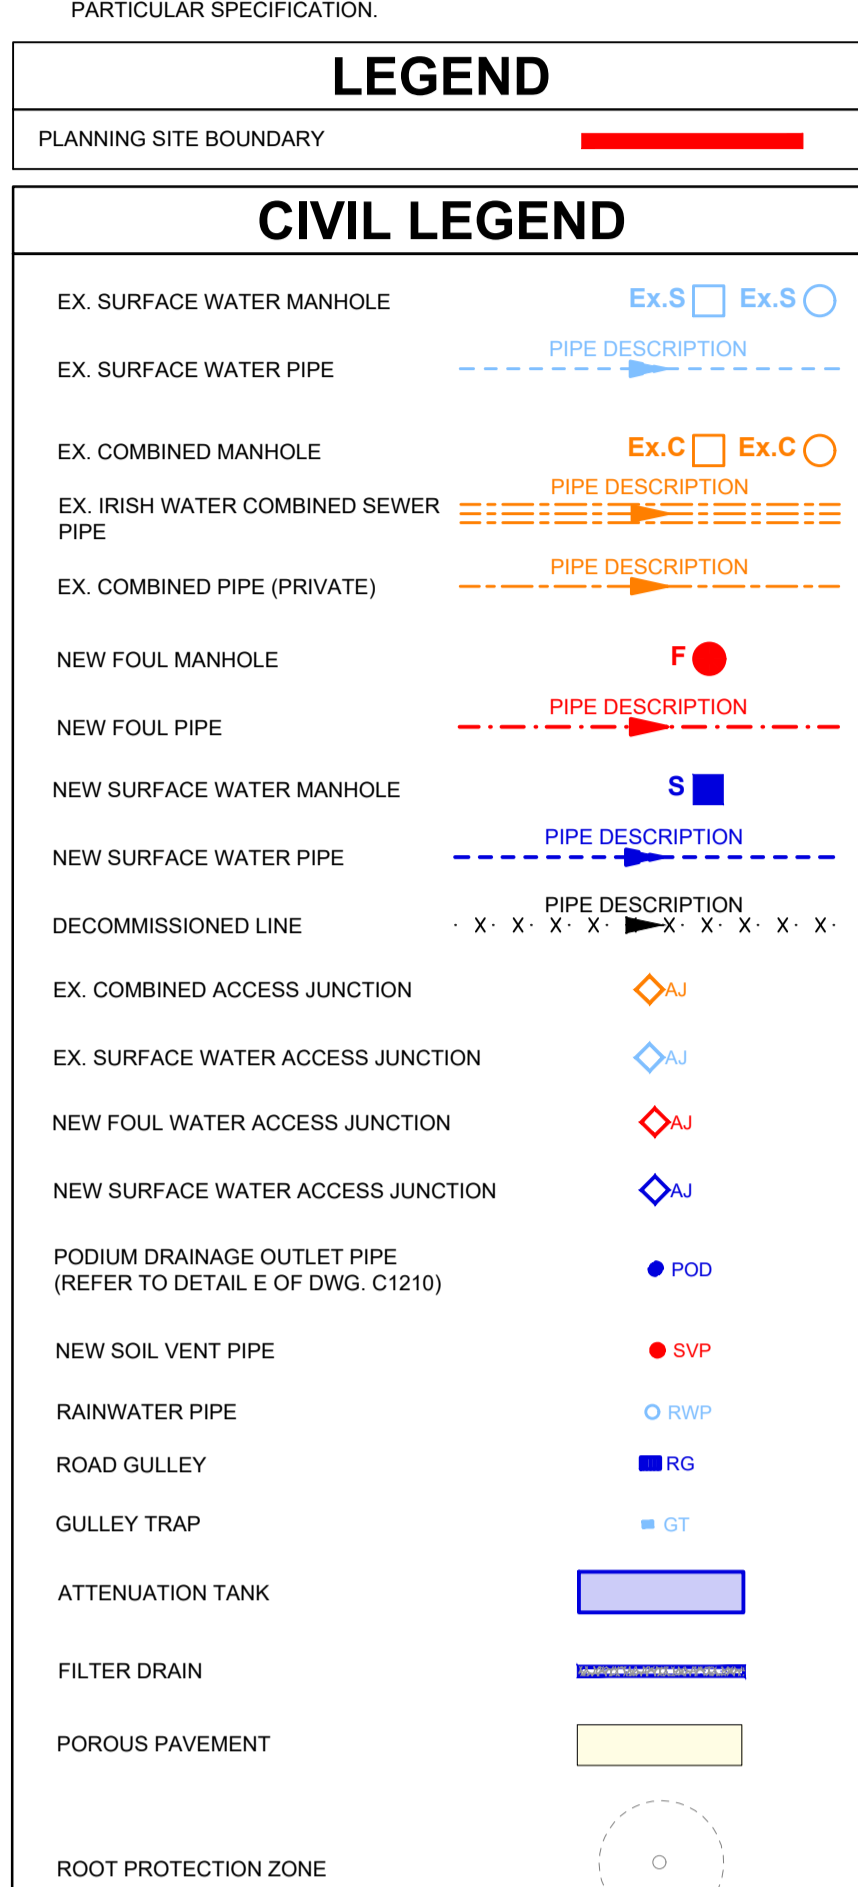 PARTICULAR SPECIFICATION.
LEGEND
PLANNING SITE BOUNDARY
CIVIL LEGEND
EX. SURFACE WATER MANHOLE Ex.S Ex.S
PIPE DESCRIPTION
EX. SURFACE WATER PIPE
EX. COMBINED MANHOLE Ex.C Ex.C
PIPE DESCRIPTION
EX. IRISH WATER COMBINED SEWER
PIPE
PIPE DESCRIPTION
EX. COMBINED PIPE (PRIVATE)
NEW FOUL MANHOLE F
PIPE DESCRIPTION
NEW FOUL PIPE
NEW SURFACE WATER MANHOLE S
PIPE DESCRIPTION
NEW SURFACE WATER PIPE
PIPE DESCRIPTION
DECOMMISSIONED LINE X X X X X X X X X
EX. COMBINED ACCESS JUNCTION AJ
EX. SURFACE WATER ACCESS JUNCTION AJ
NEW FOUL WATER ACCESS JUNCTION AJ
NEW SURFACE WATER ACCESS JUNCTION AJ
PODIUM DRAINAGE OUTLET PIPE
(REFER TO DETAIL E OF DWG. C1210) POD
NEW SOIL VENT PIPE SVP
RAINWATER PIPE RWP
ROAD GULLEY RG
GULLEY TRAP GT
ATTENUATION TANK
FILTER DRAIN
POROUS PAVEMENT
ROOT PROTECTION ZONE